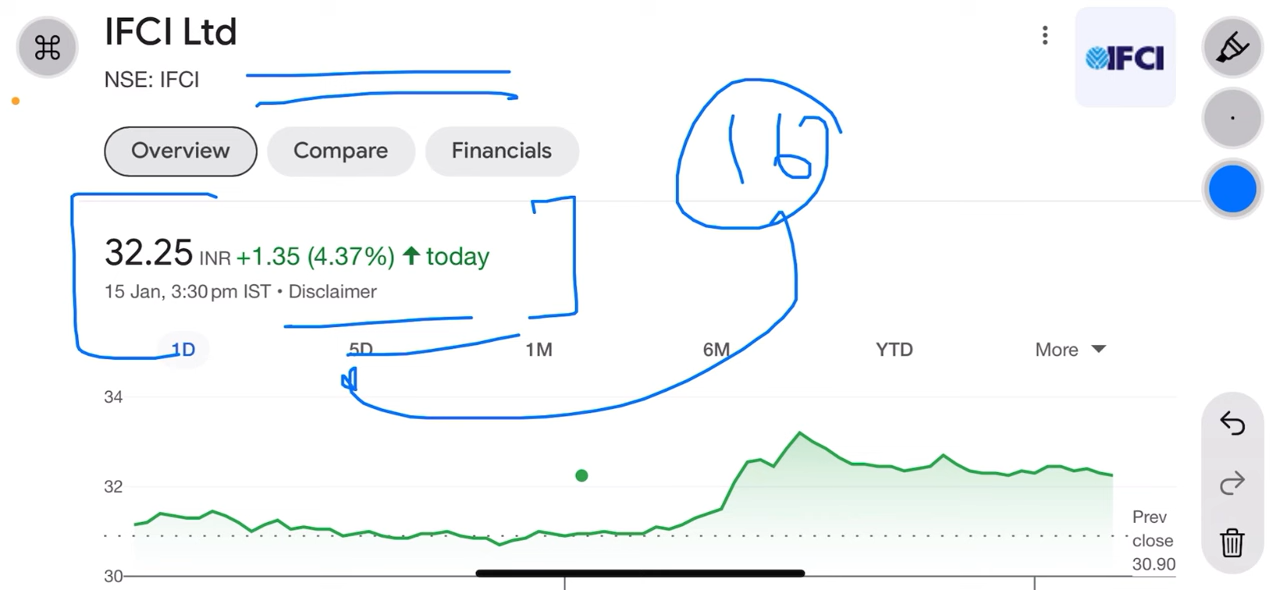 IFCI Ltd
NSE: IFCI
IFCI
Overview Compare Financials
16
32.25 INR +1.35 (4.37%) ↑ today
15 Jan, 3:30 pm IST • Disclaimer
1D 5D 1M 6M YTD More
34
32
30
Prev
close
30.90